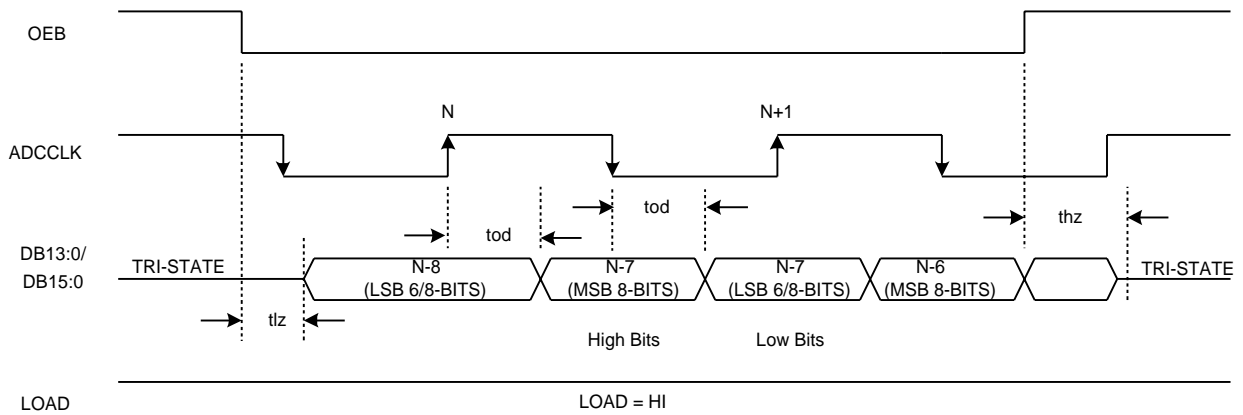 OEB
N
N+1
ADCCLK
tod
tod
thz
DB13:0/
DB15:0
TRI-STATE
N-8
(LSB 6/8-BITS)
N-7
(MSB 8-BITS)
N-7
(LSB 6/8-BITS)
N-6
(MSB 8-BITS)
TRI-STATE
tlz
High Bits
Low Bits
LOAD
LOAD = HI